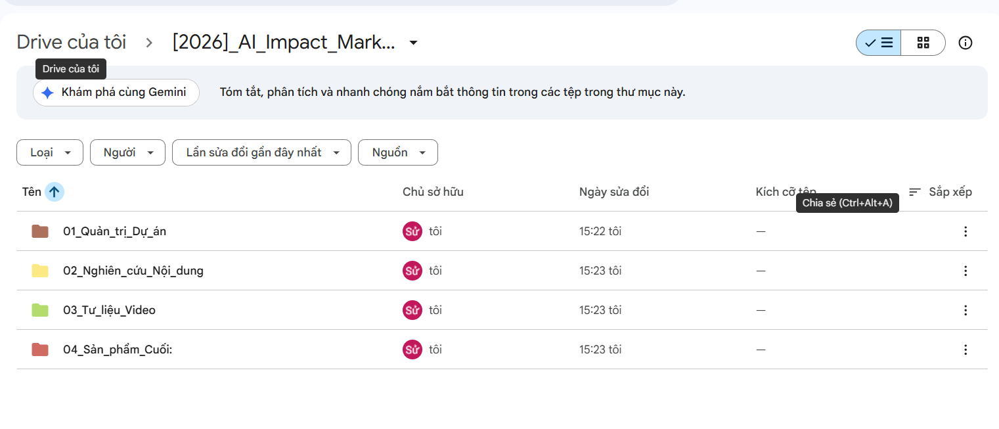 Drive của tôi > [2026]_AI_Impact_Mark...
Drive của tôi
Khám phá cùng Gemini Tóm tắt, phân tích và nhanh chóng nắm bắt thông tin trong các tệp trong thư mục này.
Loại Người Lần sửa đổi gần đây nhất Nguồn
Tên Chủ sở hữu Ngày sửa đổi Kích cỡ tệp Sắp xếp
Chia sẻ (Ctrl+Alt+A)
01_Quản_trị_Dự_án Sử tôi 15:22 tôi —
02_Nghiên_cứu_Nội_dung Sử tôi 15:23 tôi —
03_Tư_liệu_Video Sử tôi 15:23 tôi —
04_Sản_phẩm_Cuối: Sử tôi 15:23 tôi —